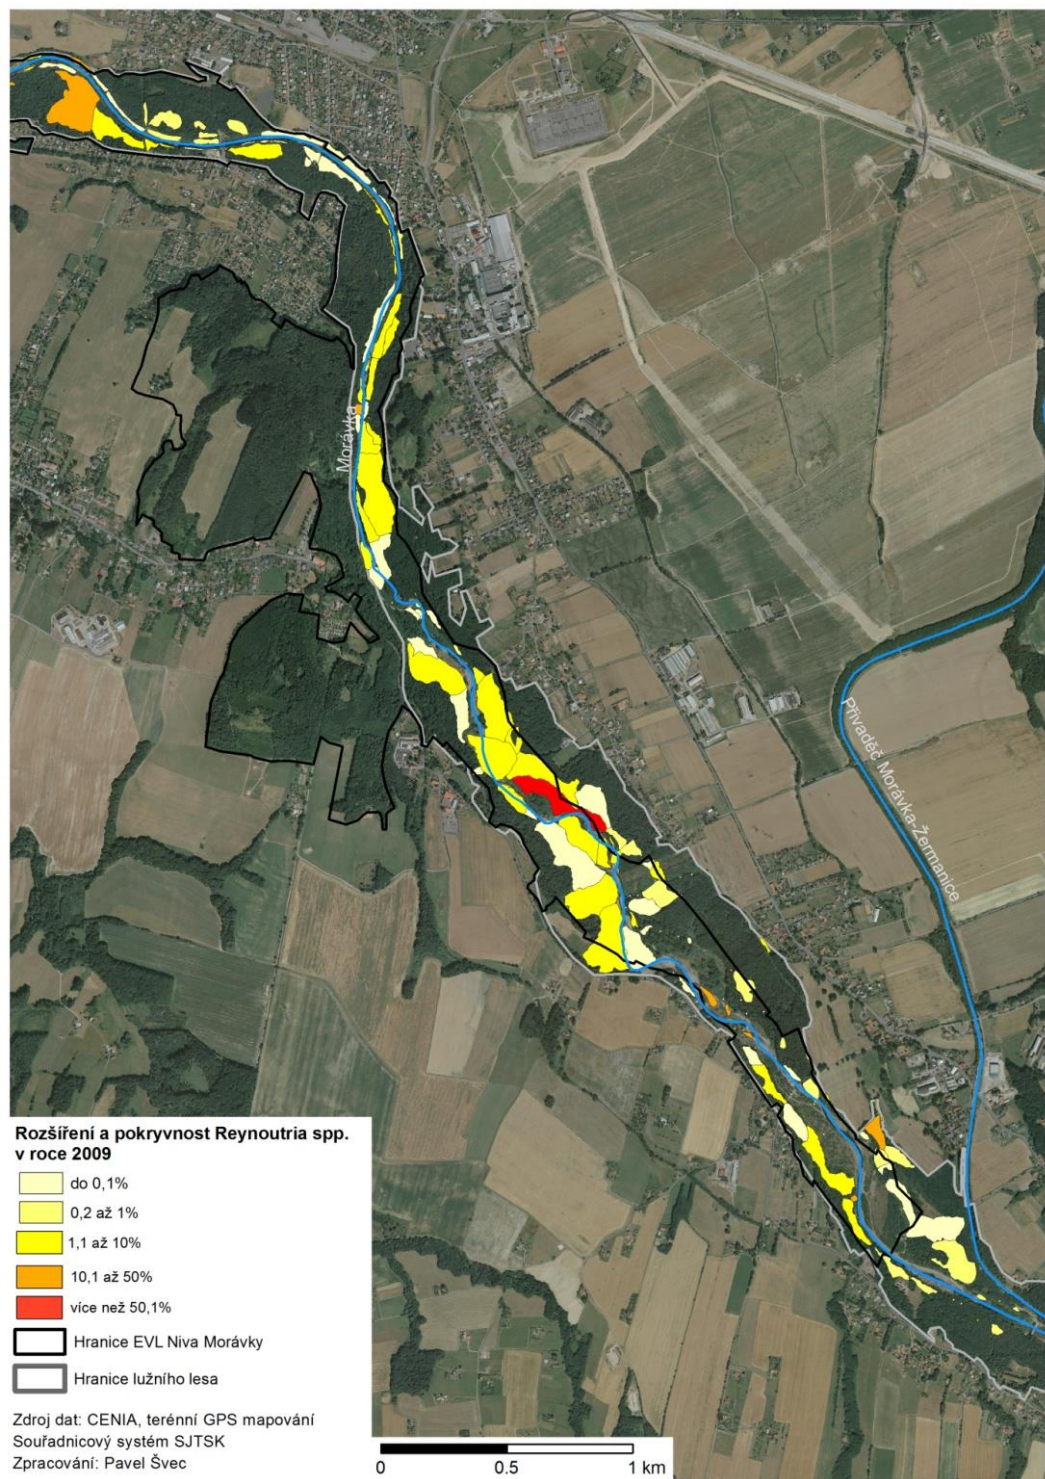 Morávka
Přivaděč Morávka-Žermanice
Rozšíření a pokryvnost Reynoutria spp.
v roce 2009
do 0,1%
0,2 až 1%
1,1 až 10%
10,1 až 50%
více než 50,1%
Hranice EVL Niva Morávky
Hranice lužního lesa
Zdroj dat: CENIA, terénní GPS mapování
Souřadnicový systém SJTSK
Zpracování: Pavel Švec
0 0.5 1 km